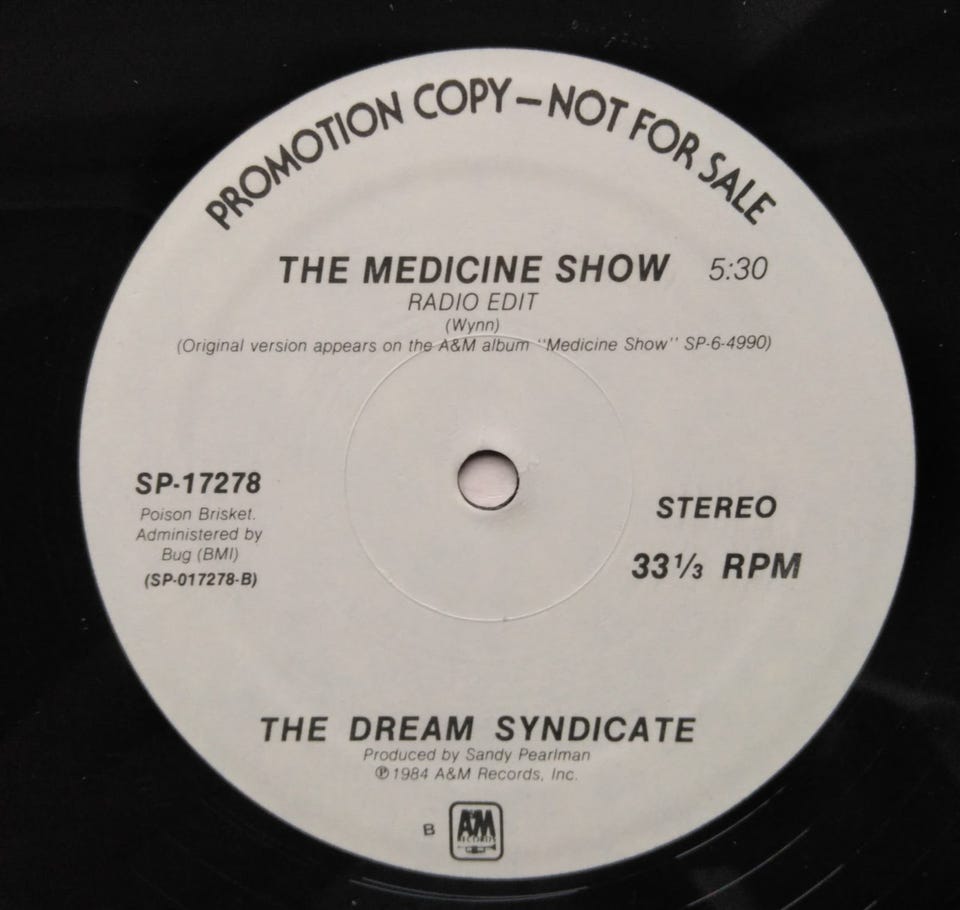 PROMOTION COPY—NOT FOR SALE
THE MEDICINE SHOW 5:30
RADIO EDIT
(Wynn)
(Original version appears on the A&M album "Medicine Show" SP-6-4990)
SP-17278
Poison Brisket.
Administered by
Bug (BMI)
(SP-017278-B)
STEREO
33⅓ RPM
THE DREAM SYNDICATE
Produced by Sandy Pearlman
℗1984 A&M Records, Inc.
B
A&M
RECORDS